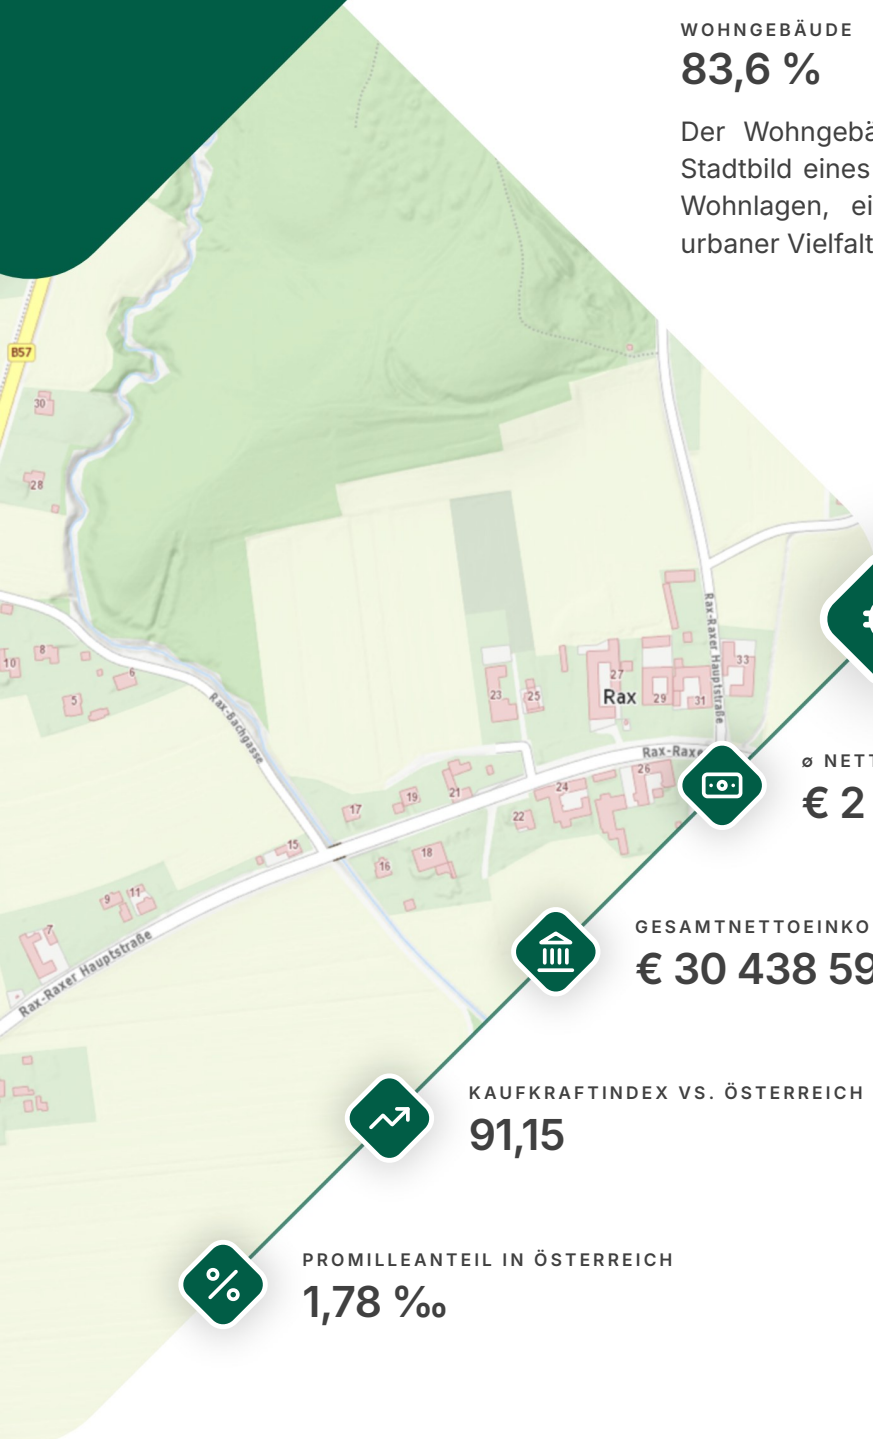 WOHNGEBÄUDE
83,6 %
Der Wohngebä
Stadtbild eines
Wohnlagen, ei
urbaner Vielfalt
B57
30
28
10
8
5
6
Rax-Bachgasse
Rax-Raxer Hauptstraße
33
27
Rax
29
31
23
25
Rax-Raxe
26
24
22
21
19
17
15
16
18
11
9
7
Rax-Raxer Hauptstraße
ø NETT
€ 2
GESAMTNETTOEINKO
€ 30 438 59
KAUFKRAFTINDEX VS. ÖSTERREICH
91,15
PROMILLEANTEIL IN ÖSTERREICH
1,78 ‰